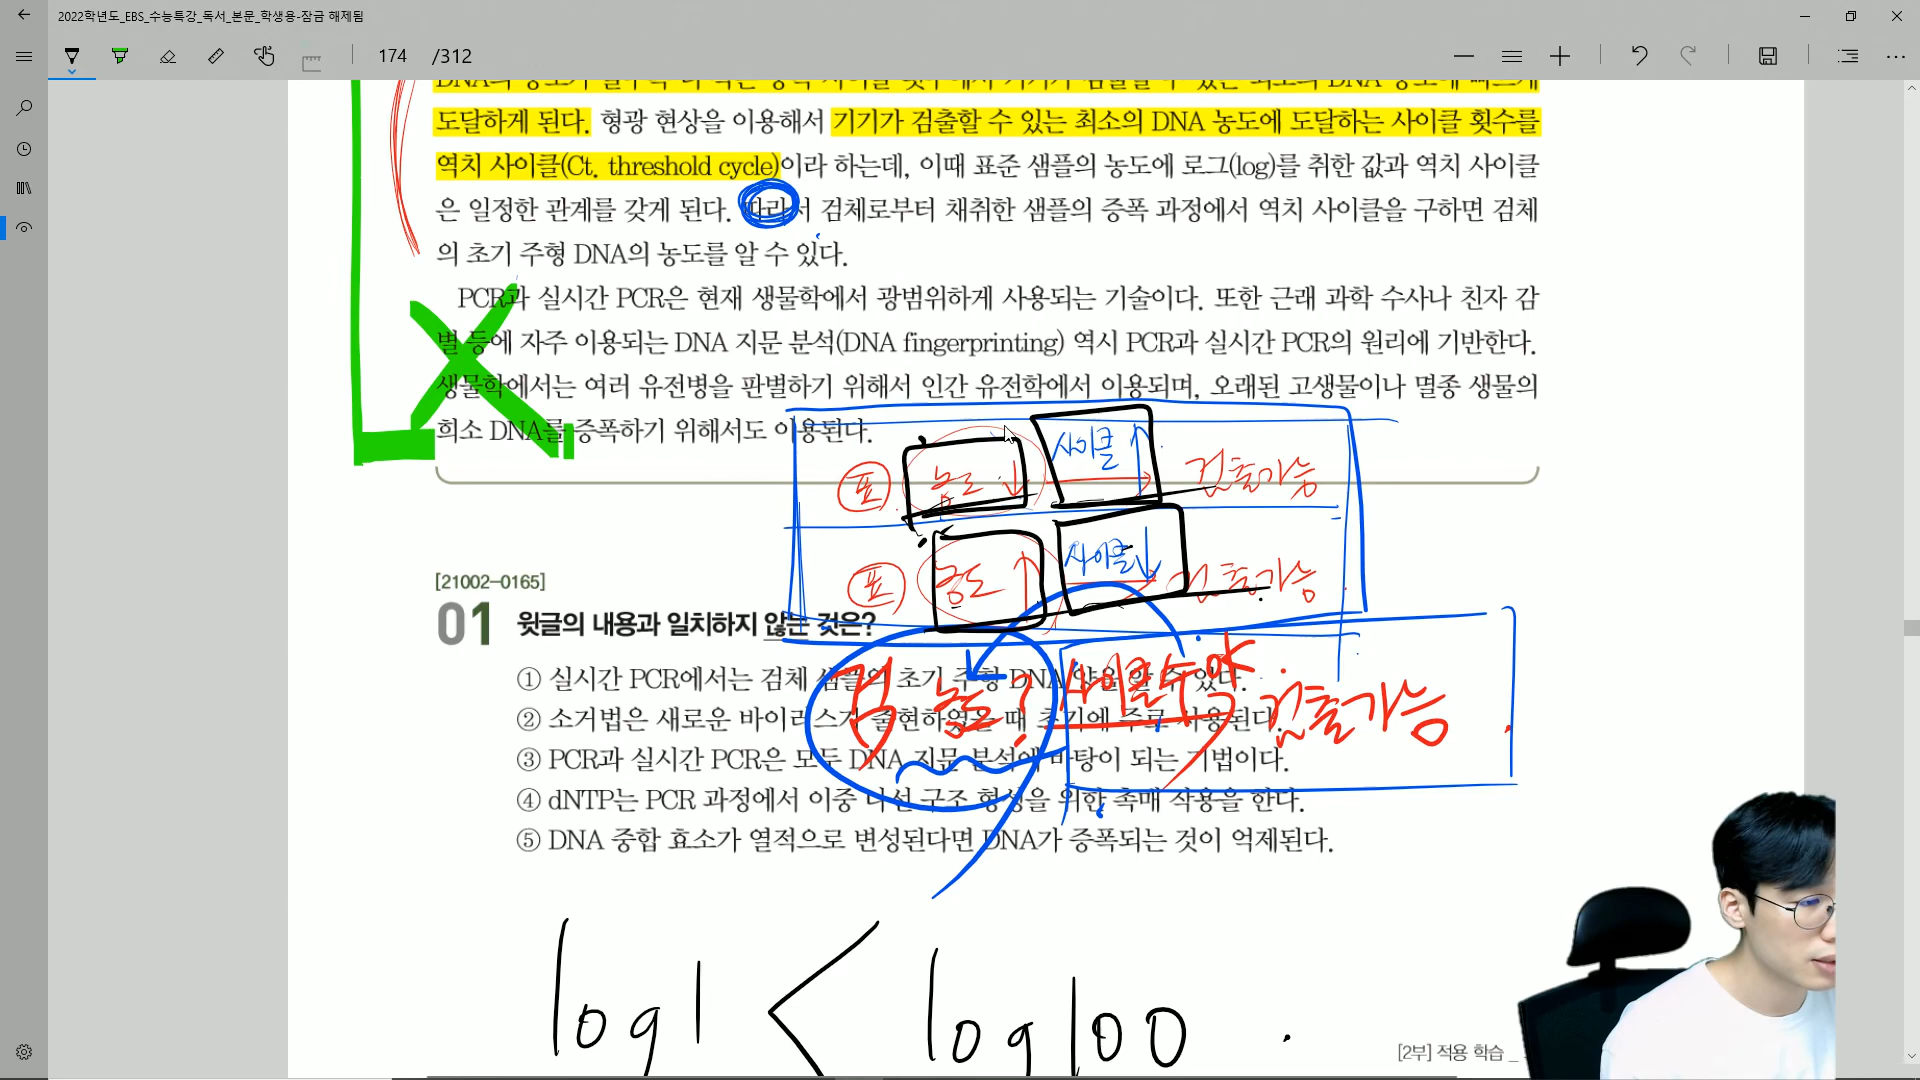 2022학년도_EBS_수능특강_독서_본문_학생용-잠금 해제됨
174 /312
도달하게 된다. 형광 현상을 이용해서 기기가 검출할 수 있는 최소의 DNA 농도에 도달하는 사이클 횟수를
역치 사이클(Ct. threshold cycle)이라 하는데, 이때 표준 샘플의 농도에 로그(log)를 취한 값과 역치 사이클
은 일정한 관계를 갖게 된다. 따라서 검체로부터 채취한 샘플의 증폭 과정에서 역치 사이클을 구하면 검체
의 초기 주형 DNA의 농도를 알 수 있다.
PCR과 실시간 PCR은 현재 생물학에서 광범위하게 사용되는 기술이다. 또한 근래 과학 수사나 친자 감
별 등에 자주 이용되는 DNA 지문 분석(DNA fingerprinting) 역시 PCR과 실시간 PCR의 원리에 기반한다.
생물학에서는 여러 유전병을 판별하기 위해서 인간 유전학에서 이용되며, 오래된 고생물이나 멸종 생물의
희소 DNA를 증폭하기 위해서도 이용된다.
표 농도↓ 사이클↑ 검출가능
표 농도↑ 사이클↓ 검출가능
[21002-0165]
01 윗글의 내용과 일치하지 않는 것은?
검 농도? 사이클 수 검출가능
① 실시간 PCR에서는 검체 샘플의 초기 주형 DNA 양을 알 수 있다.
② 소거법은 새로운 바이러스가 출현하였을 때 초기에 주로 사용된다.
③ PCR과 실시간 PCR은 모두 DNA 지문 분석에 바탕이 되는 기법이다.
④ dNTP는 PCR 과정에서 이중 나선 구조 형성을 위한 촉매 작용을 한다.
⑤ DNA 중합 효소가 열적으로 변성된다면 DNA가 증폭되는 것이 억제된다.
log1 < log100
[2부] 적용 학습 _